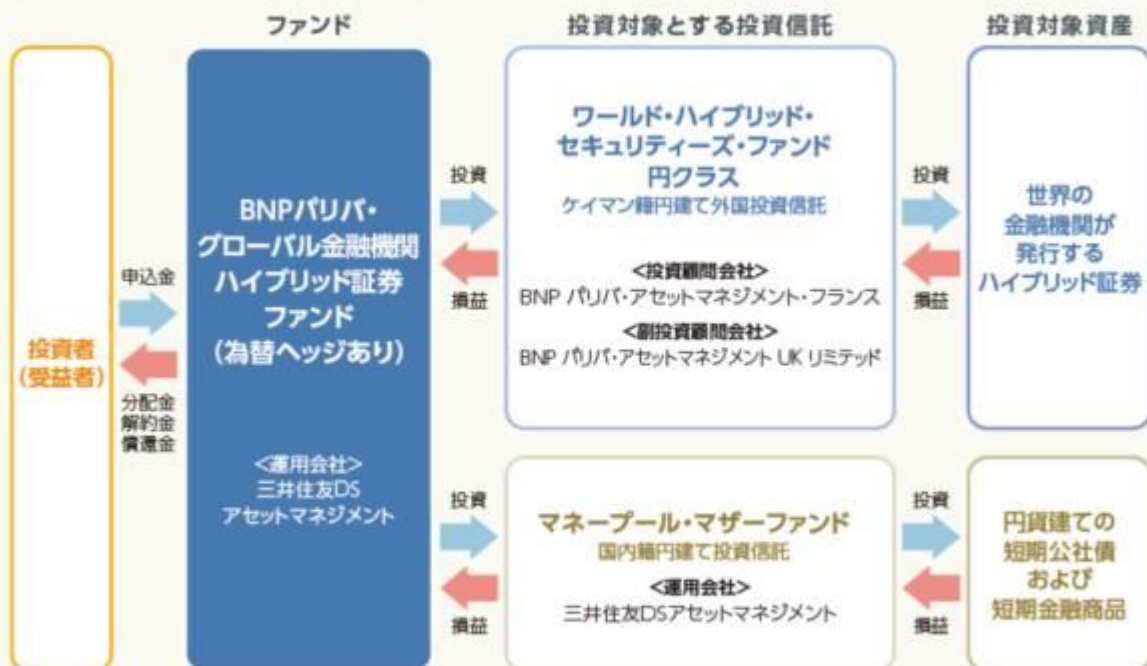 ファンド
投資対象とする投資信託
投資対象資産
投資者
(受益者)
申込金
分配金
解約金
償還金
BNPパリバ・
グローバル金融機関
ハイブリッド証券
ファンド
(為替ヘッジあり)
<運用会社>
三井住友DS
アセットマネジメント
投資
損益
ワールド・ハイブリッド・
セキュリティーズ・ファンド
円クラス
ケイマン籍円建て外国投資信託
<投資顧問会社>
BNP パリバ・アセットマネジメント・フランス
<副投資顧問会社>
BNP パリバ・アセットマネジメント UK リミテッド
投資
損益
世界の
金融機関が
発行する
ハイブリッド証券
投資
損益
マネープール・マザーファンド
国内籍円建て投資信託
<運用会社>
三井住友DSアセットマネジメント
投資
損益
円貨建ての
短期公社債
および
短期金融商品